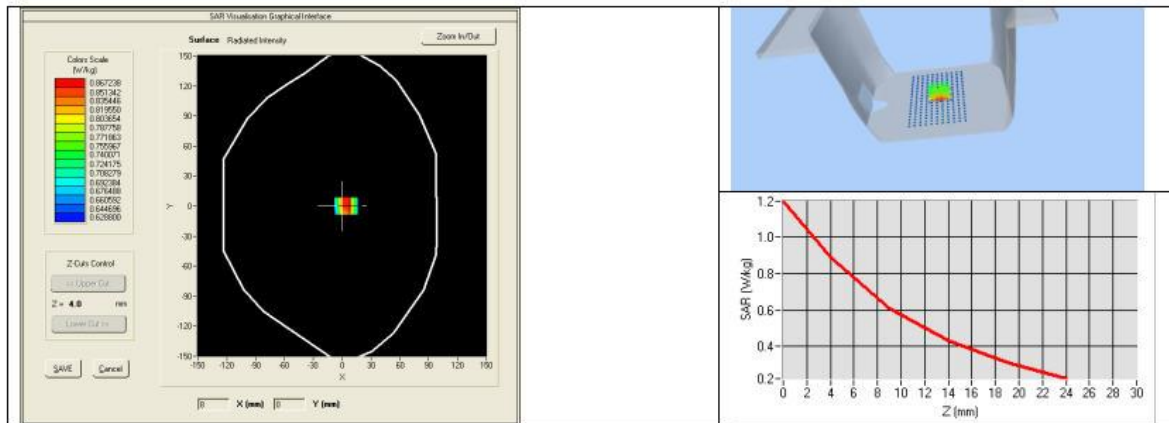 SAR Visualisation Graphical Interface
Surface Radiated Intensity
Zoom In/Out
Colors Scale
(W/kg)
0.867238
0.851342
0.835446
0.819550
0.803654
0.787758
0.771863
0.755967
0.740071
0.724175
0.708279
0.692384
0.676488
0.660592
0.644696
0.628800
150
120
90
60
30
0
-30
-60
-90
-120
-150
Y
-150 -120 -90 -60 -30 0 30 60 90 120 150
X
Z-Cuts Control
<< Upper Cut
Z = 4.0 mm
Lower Cut >>
SAVE Cancel
X (mm) Y (mm)
1.2
1.0
0.8
0.6
0.4
0.2
SAR (W/kg)
0 2 4 6 8 10 12 14 16 18 20 22 24 26 28 30
Z (mm)